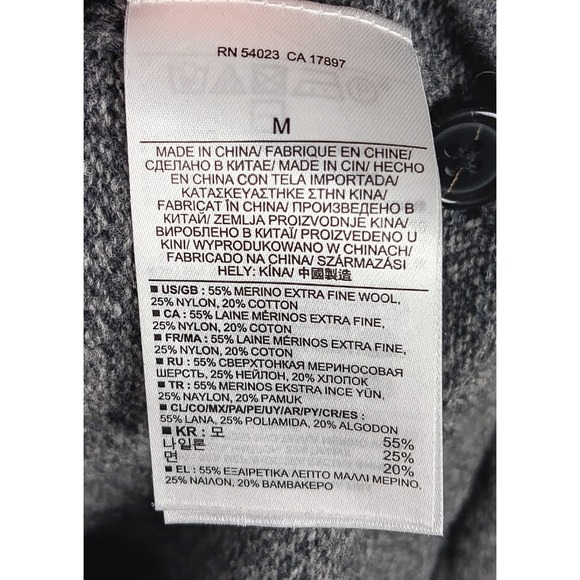 RN 54023 CA 17897
M
MADE IN CHINA/ FABRIQUE EN CHINE/
СДЕЛАНО В КИТАЕ/ MADE IN CIN/ HECHO
EN CHINA CON TELA IMPORTADA/
ΚΑΤΑΣΚΕΥΑΣΤΗΚΕ ΣΤΗΝ ΚΙΝΑ/
FABRICAT ÎN CHINA/ ПРОИЗВЕДЕНО В
КИТАЙ/ ZEMLJA PROIZVODNJE KINA/
ВИРОБЛЕНО В КИТАЇ/ PROIZVEDENO U
KINI/ WYPRODUKOWANO W CHINACH/
FABRICADO NA CHINA/ SZÁRMAZÁSI
HELY: KÍNA/ 中國製造
■ US/GB : 55% MERINO EXTRA FINE WOOL,
25% NYLON, 20% COTTON
■ CA : 55% LAINE MÉRINOS EXTRA FINE,
25% NYLON, 20% COTON
■ FR/MA : 55% LAINE MÉRINOS EXTRA FINE,
25% NYLON, 20% COTON
■ RU : 55% СВЕРХТОНКАЯ МЕРИНОСОВАЯ
ШЕРСТЬ, 25% НЕЙЛОН, 20% ХЛОПОК
■ TR : 55% MERINOS EKSTRA INCE YÜN,
25% NAYLON, 20% PAMUK
■ CL/CO/MX/PA/PE/UY/AR/PY/CR/ES :
55% LANA, 25% POLIAMIDA, 20% ALGODON
■ KR : 모 55%
나일론 25%
면 20%
■ EL : 55% ΕΞΑΙΡΕΤΙΚΑ ΛΕΠΤΟ ΜΑΛΛΙ ΜΕΡΙΝΟ,
25% ΝΑΙΛΟΝ, 20% ΒΑΜΒΑΚΕΡΟ